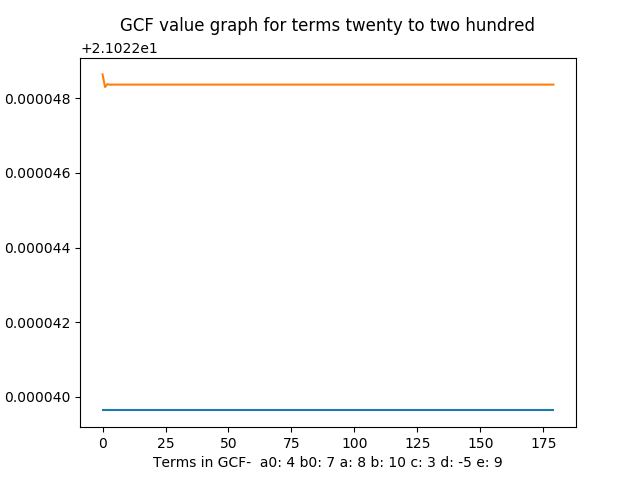 GCF value graph for terms twenty to two hundred
+2.1022e1
0.000048
0.000046
0.000044
0.000042
0.000040
0 25 50 75 100 125 150 175
Terms in GCF-  a0: 4 b0: 7 a: 8 b: 10 c: 3 d: -5 e: 9